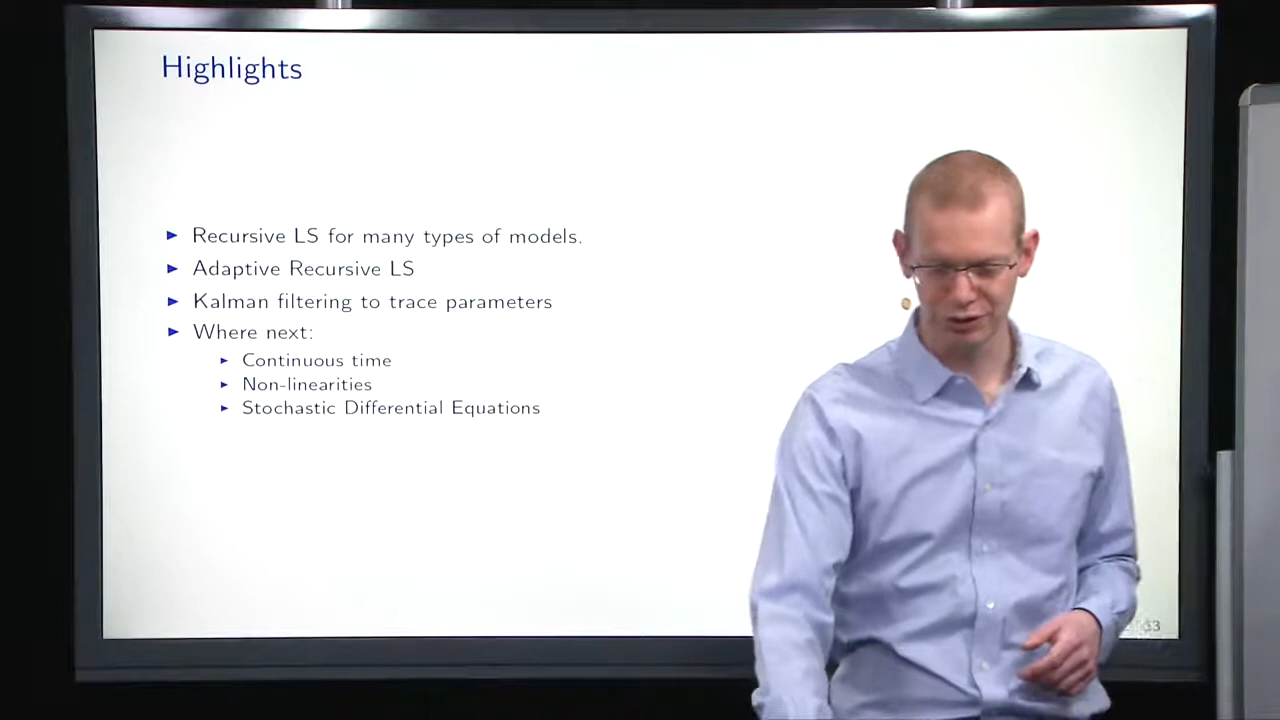 Highlights
Recursive LS for many types of models.
Adaptive Recursive LS
Kalman filtering to trace parameters
Where next:
Continuous time
Non-linearities
Stochastic Differential Equations